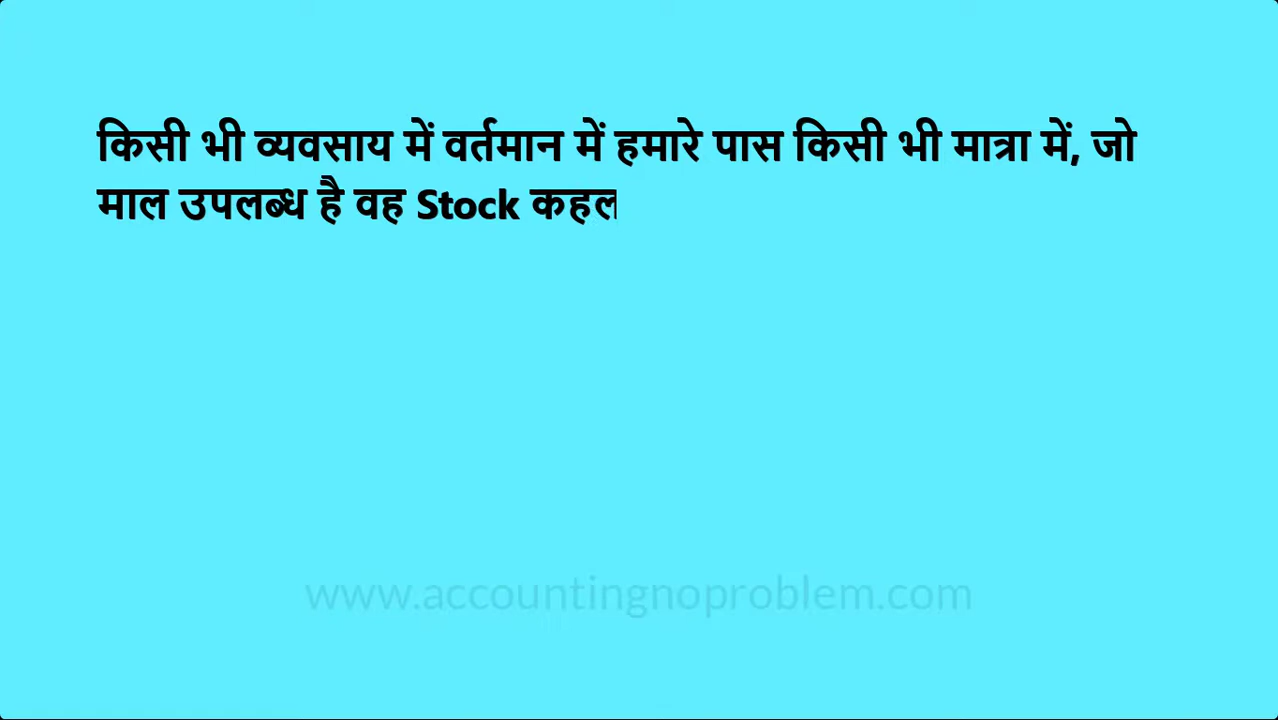 किसी भी व्यवसाय में वर्तमान में हमारे पास किसी भी मात्रा में, जो
माल उपलब्ध है वह Stock कहल
www.accountingnoproblem.com